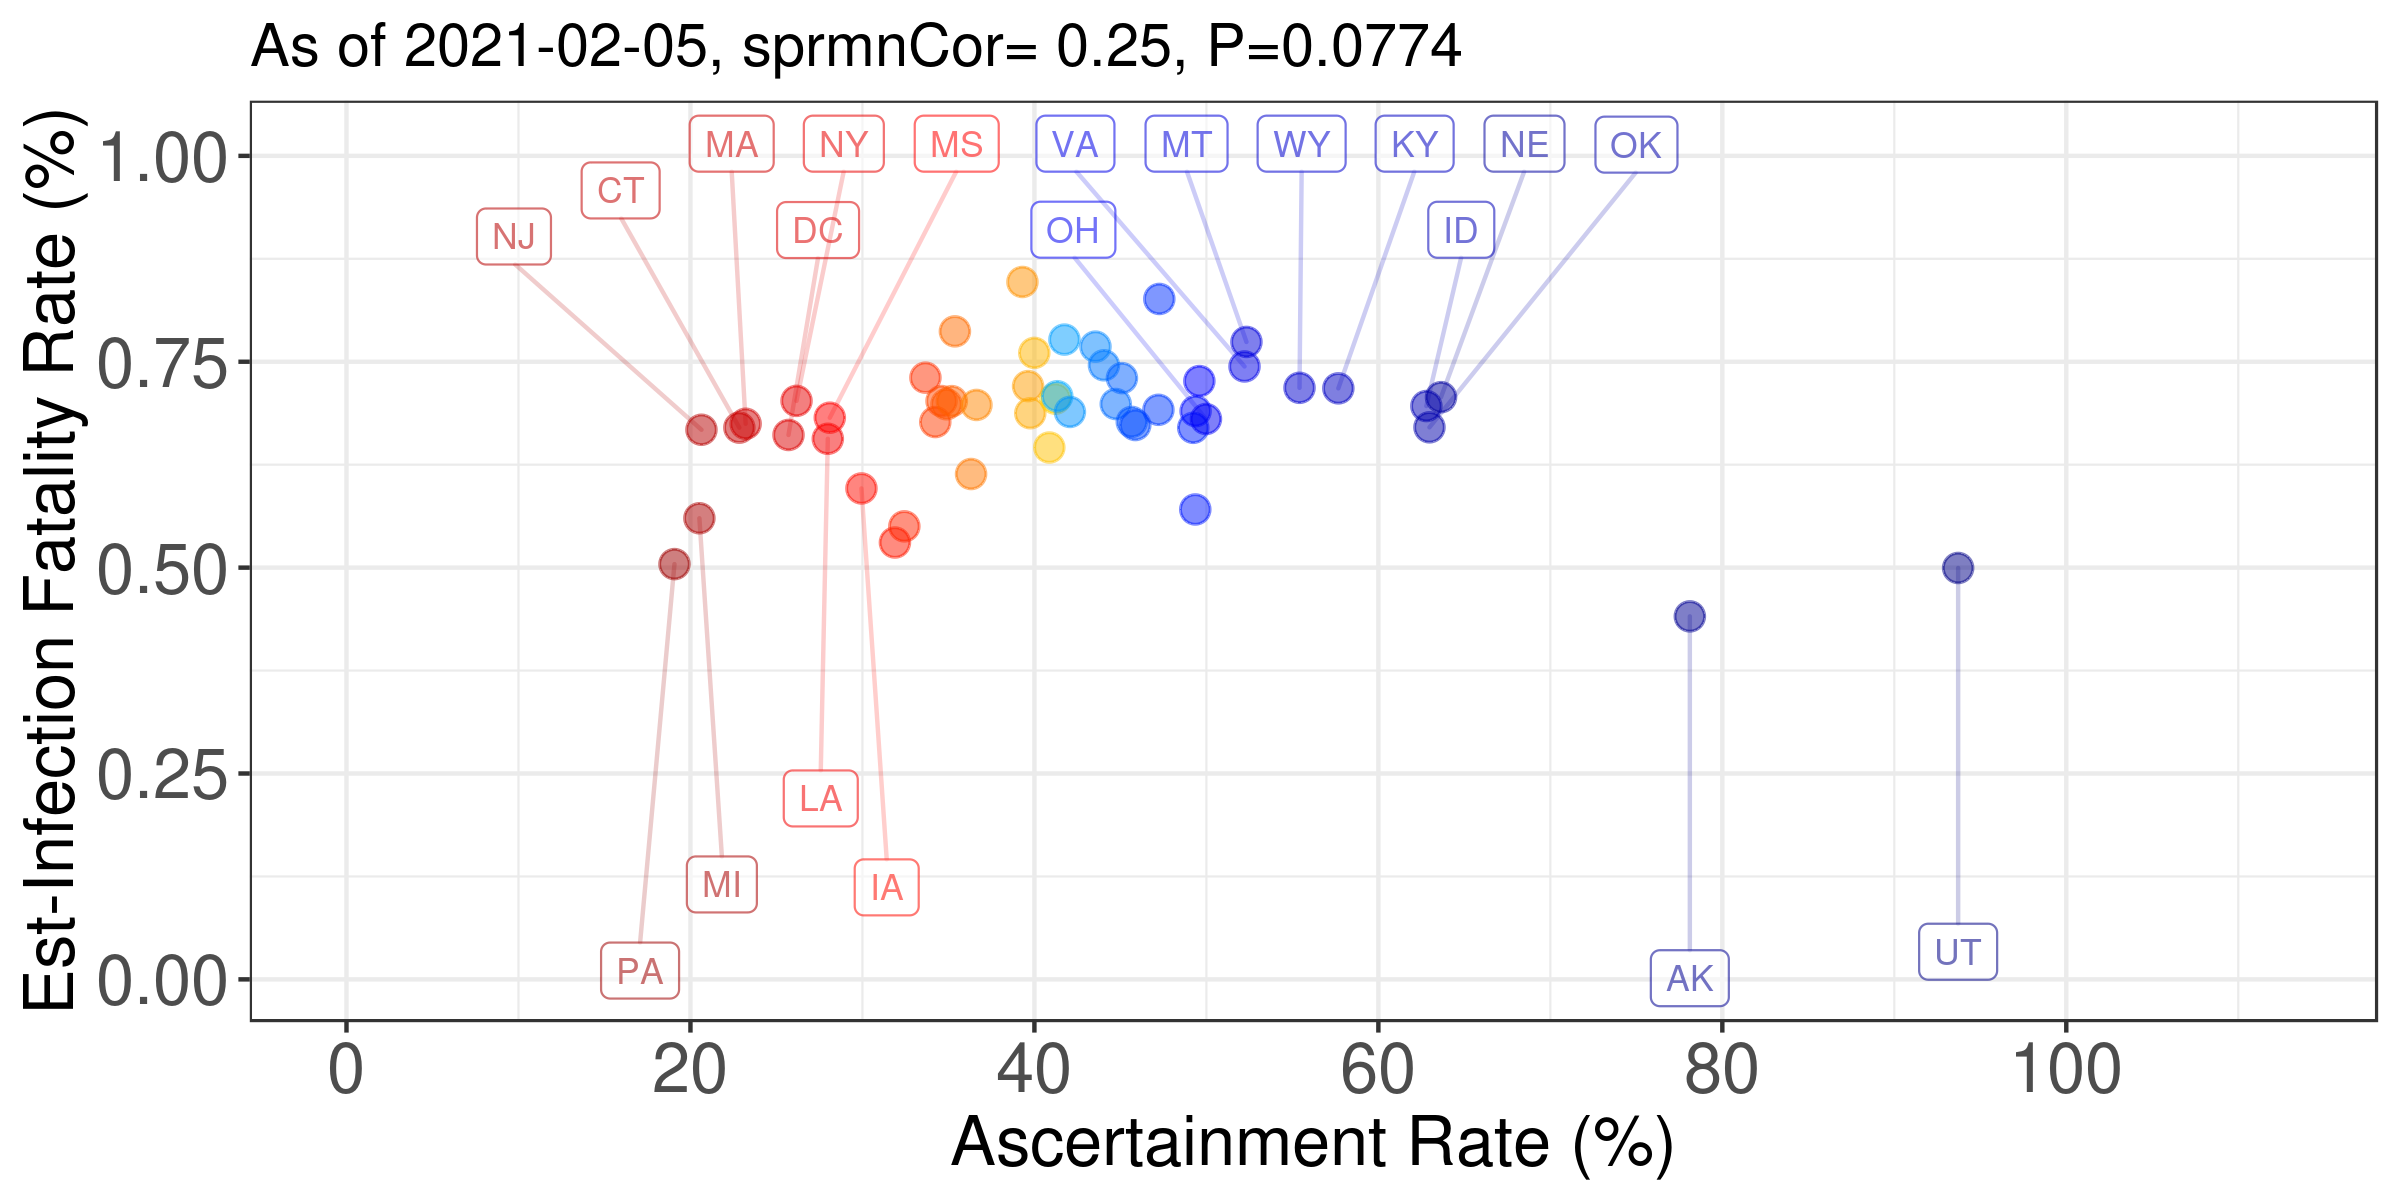 As of 2021-02-05, sprmnCor= 0.25, P=0.0774
Est-Infection Fatality Rate (%)
1.00
0.75
0.50
0.25
0.00
MA
NY
MS
VA
MT
WY
KY
NE
OK
CT
NJ
DC
OH
ID
LA
MI
IA
PA
AK
UT
0
20
40
60
80
100
Ascertainment Rate (%)